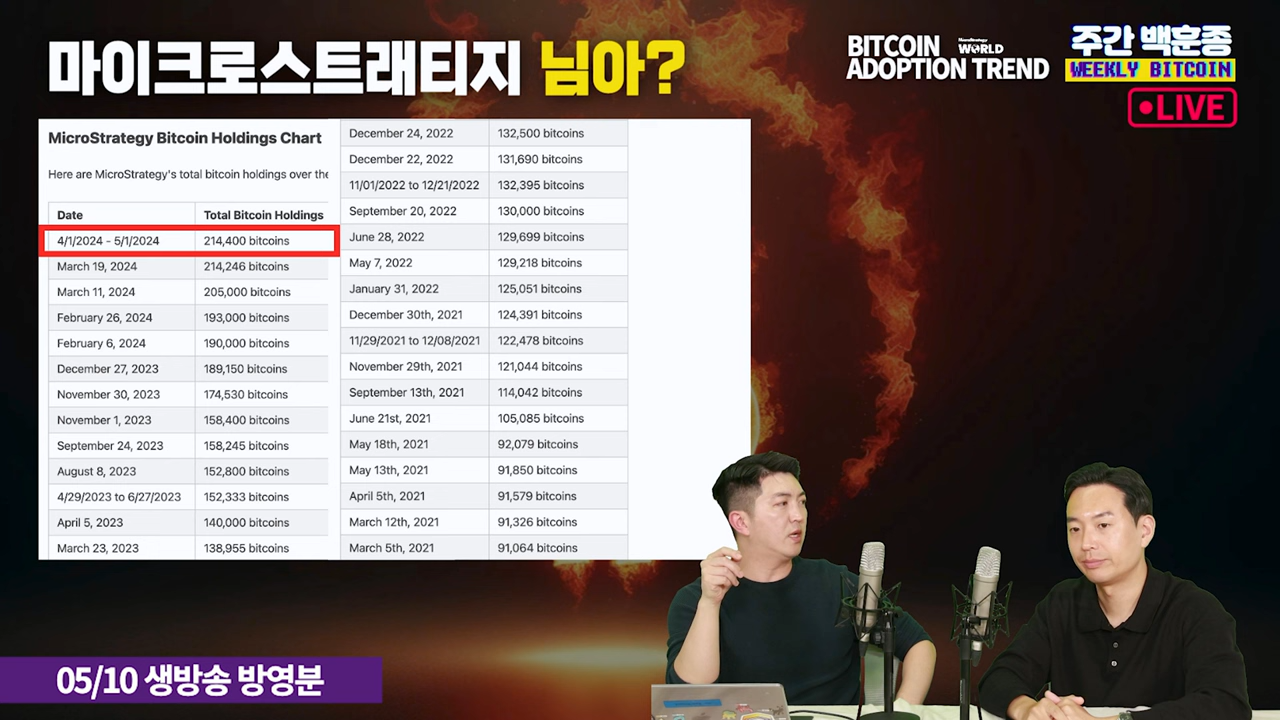 마이크로스트래티지 님아?
BITCOIN
MicroStrategy
WORLD
ADOPTION TREND
주간 백훈종
WEEKLY BITCOIN
LIVE
MicroStrategy Bitcoin Holdings Chart
Here are MicroStrategy's total bitcoin holdings over the
Date Total Bitcoin Holdings
4/1/2024 - 5/1/2024 214,400 bitcoins
March 19, 2024 214,246 bitcoins
March 11, 2024 205,000 bitcoins
February 26, 2024 193,000 bitcoins
February 6, 2024 190,000 bitcoins
December 27, 2023 189,150 bitcoins
November 30, 2023 174,530 bitcoins
November 1, 2023 158,400 bitcoins
September 24, 2023 158,245 bitcoins
August 8, 2023 152,800 bitcoins
4/29/2023 to 6/27/2023 152,333 bitcoins
April 5, 2023 140,000 bitcoins
March 23, 2023 138,955 bitcoins
December 24, 2022 132,500 bitcoins
December 22, 2022 131,690 bitcoins
11/01/2022 to 12/21/2022 132,395 bitcoins
September 20, 2022 130,000 bitcoins
June 28, 2022 129,699 bitcoins
May 7, 2022 129,218 bitcoins
January 31, 2022 125,051 bitcoins
December 30th, 2021 124,391 bitcoins
11/29/2021 to 12/08/2021 122,478 bitcoins
November 29th, 2021 121,044 bitcoins
September 13th, 2021 114,042 bitcoins
June 21st, 2021 105,085 bitcoins
May 18th, 2021 92,079 bitcoins
May 13th, 2021 91,850 bitcoins
April 5th, 2021 91,579 bitcoins
March 12th, 2021 91,326 bitcoins
March 5th, 2021 91,064 bitcoins
05/10 생방송 방영분